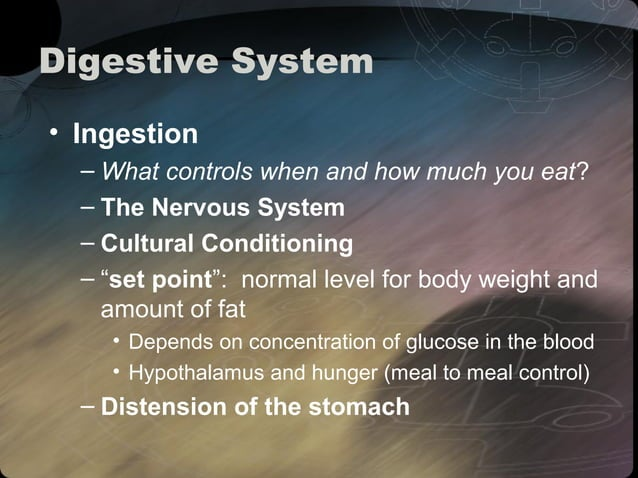 Digestive System
• Ingestion
– What controls when and how much you eat?
– The Nervous System
– Cultural Conditioning
– “set point”: normal level for body weight and
amount of fat
• Depends on concentration of glucose in the blood
• Hypothalamus and hunger (meal to meal control)
– Distension of the stomach